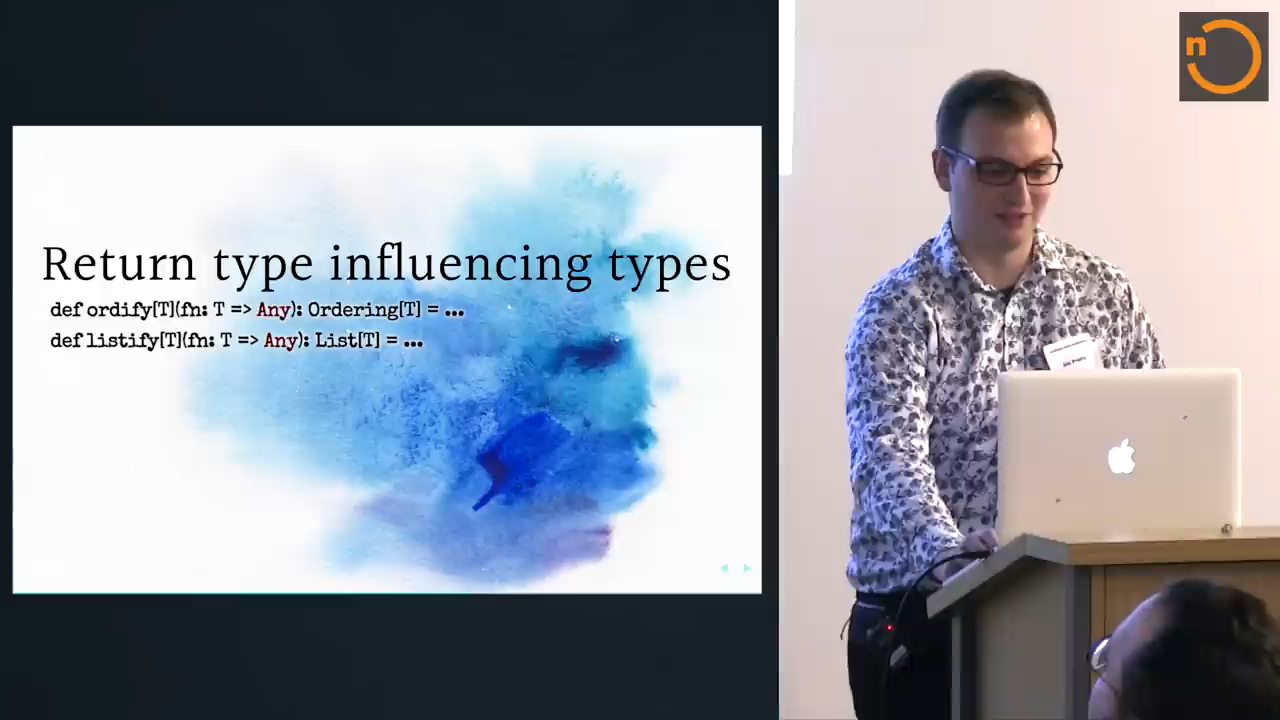 Return type influencing types
def ordify[T](fn: T => Any): Ordering[T] = ...
def listify[T](fn: T => Any): List[T] = ...
n